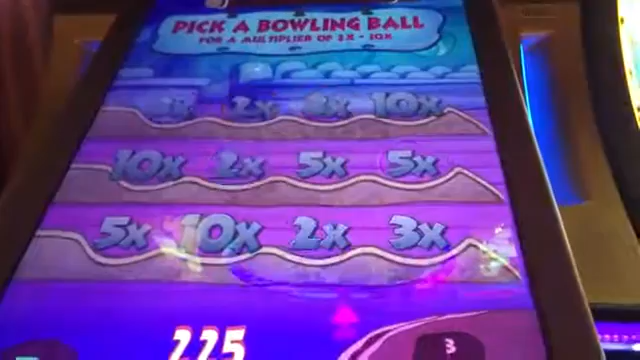 PICK A BOWLING BALL
FOR A MULTIPLIER OF 2X - 10X
2X 10X
10X 2X 5X 5X
5X 10X 2X 3X
225
3